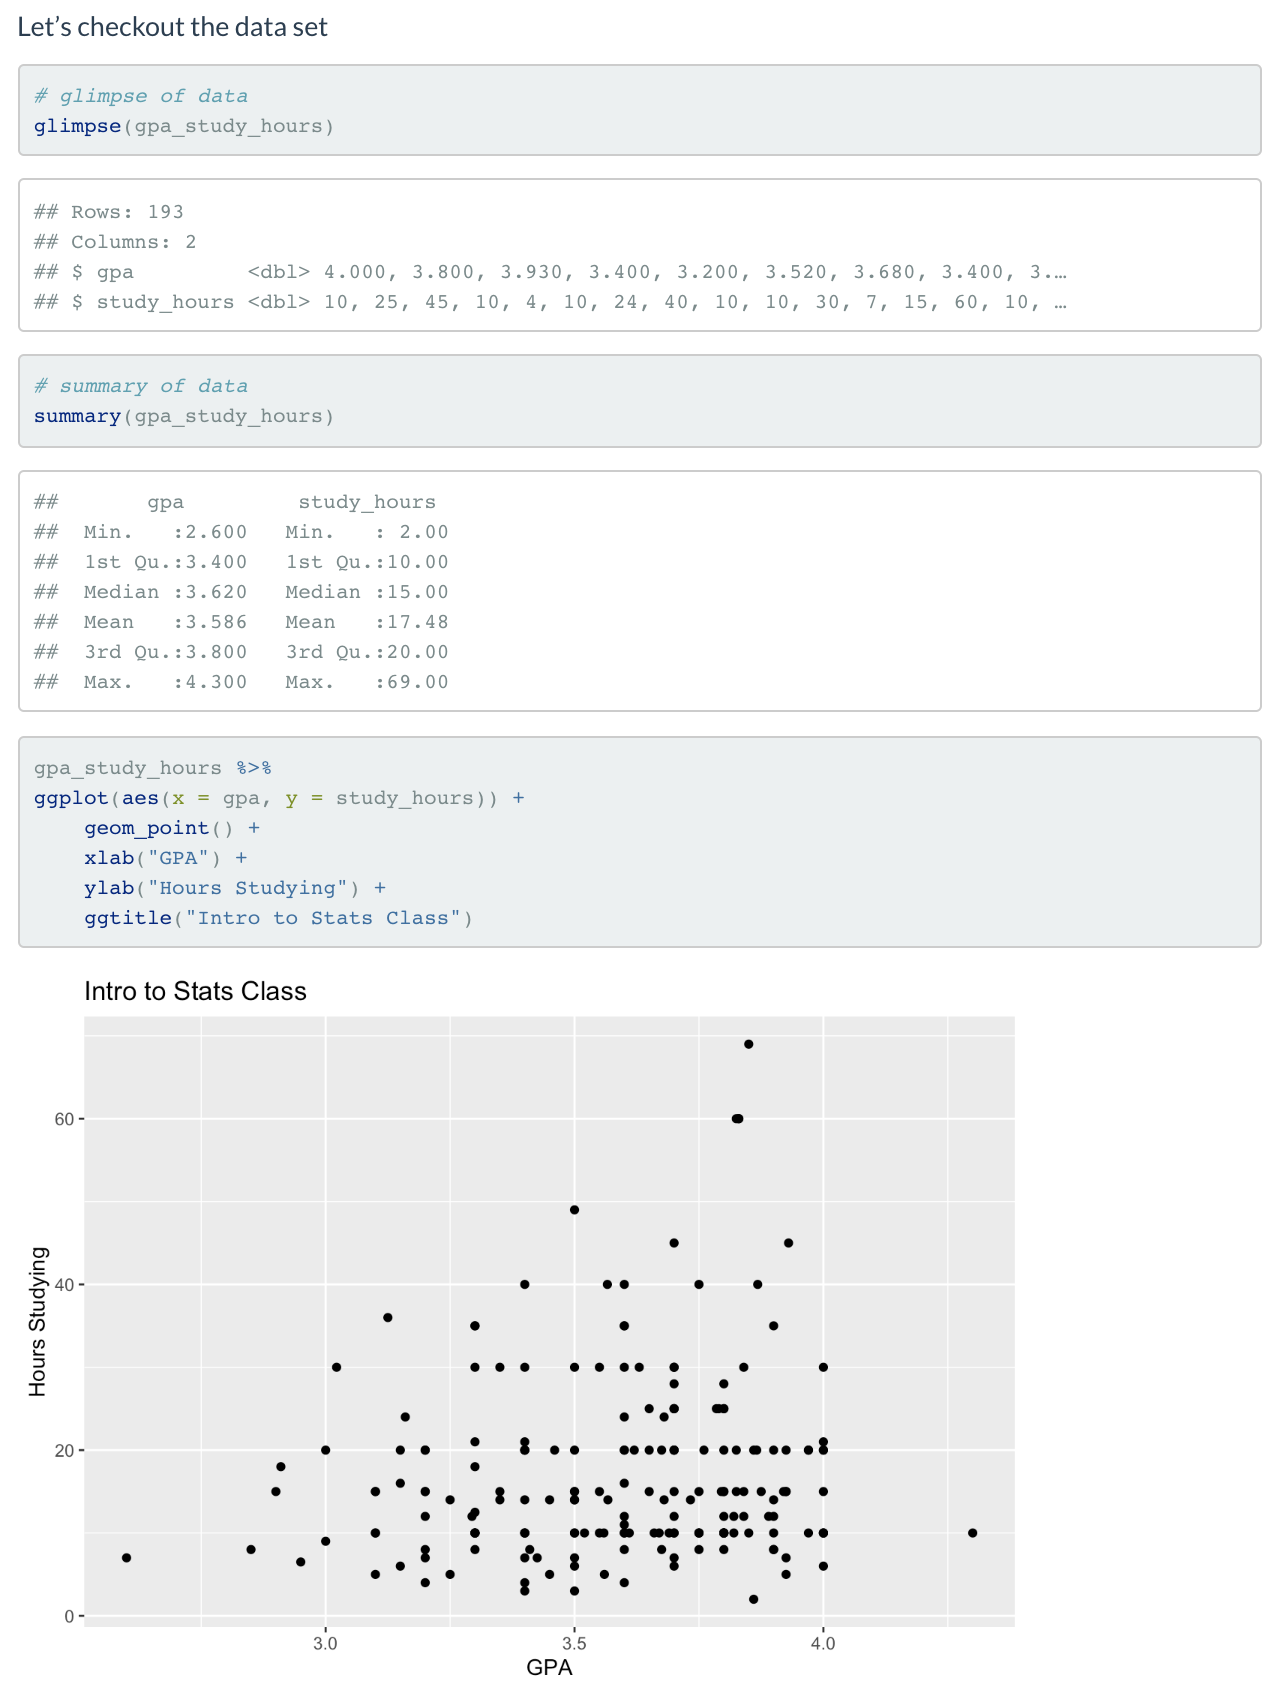 Let's checkout the data set
# glimpse of data
glimpse(gpa_study_hours)
## Rows: 193
## Columns: 2
## $ gpa         <dbl> 4.000, 3.800, 3.930, 3.400, 3.200, 3.520, 3.680, 3.400, 3.…
## $ study_hours <dbl> 10, 25, 45, 10, 4, 10, 24, 40, 10, 10, 30, 7, 15, 60, 10, …
# summary of data
summary(gpa_study_hours)
##       gpa         study_hours
##  Min.   :2.600   Min.   : 2.00
##  1st Qu.:3.400   1st Qu.:10.00
##  Median :3.620   Median :15.00
##  Mean   :3.586   Mean   :17.48
##  3rd Qu.:3.800   3rd Qu.:20.00
##  Max.   :4.300   Max.   :69.00
gpa_study_hours %>%
ggplot(aes(x = gpa, y = study_hours)) +
    geom_point() +
    xlab("GPA") +
    ylab("Hours Studying") +
    ggtitle("Intro to Stats Class")
Intro to Stats Class
Hours Studying
60
40
20
0
3.0 3.5 4.0
GPA